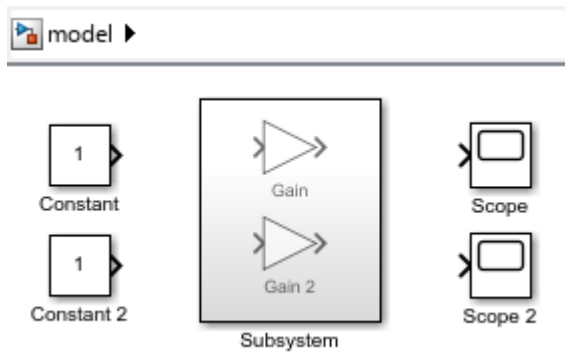 model
1
Constant
Gain
Scope
1
Constant 2
Gain 2
Scope 2
Subsystem